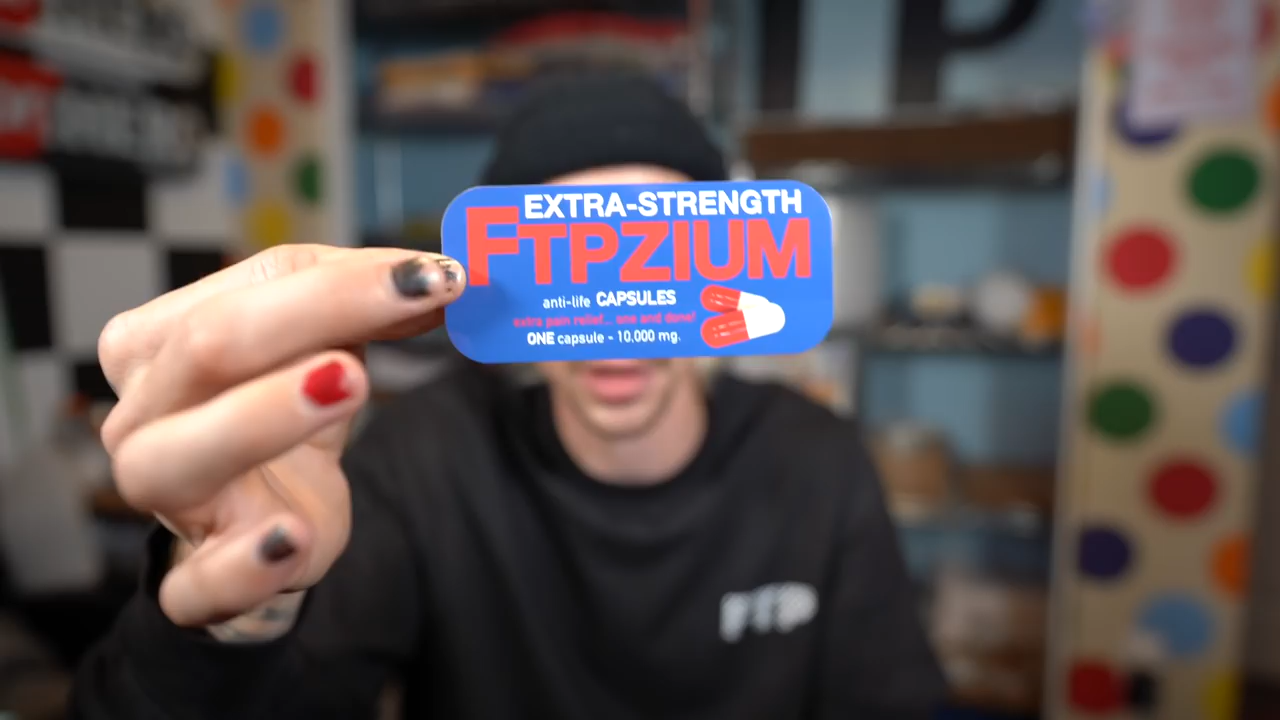 EXTRA-STRENGTH
FTPZIUM
anti-life CAPSULES
extra pain relief... one and done!
ONE capsule - 10,000 mg.
FTP